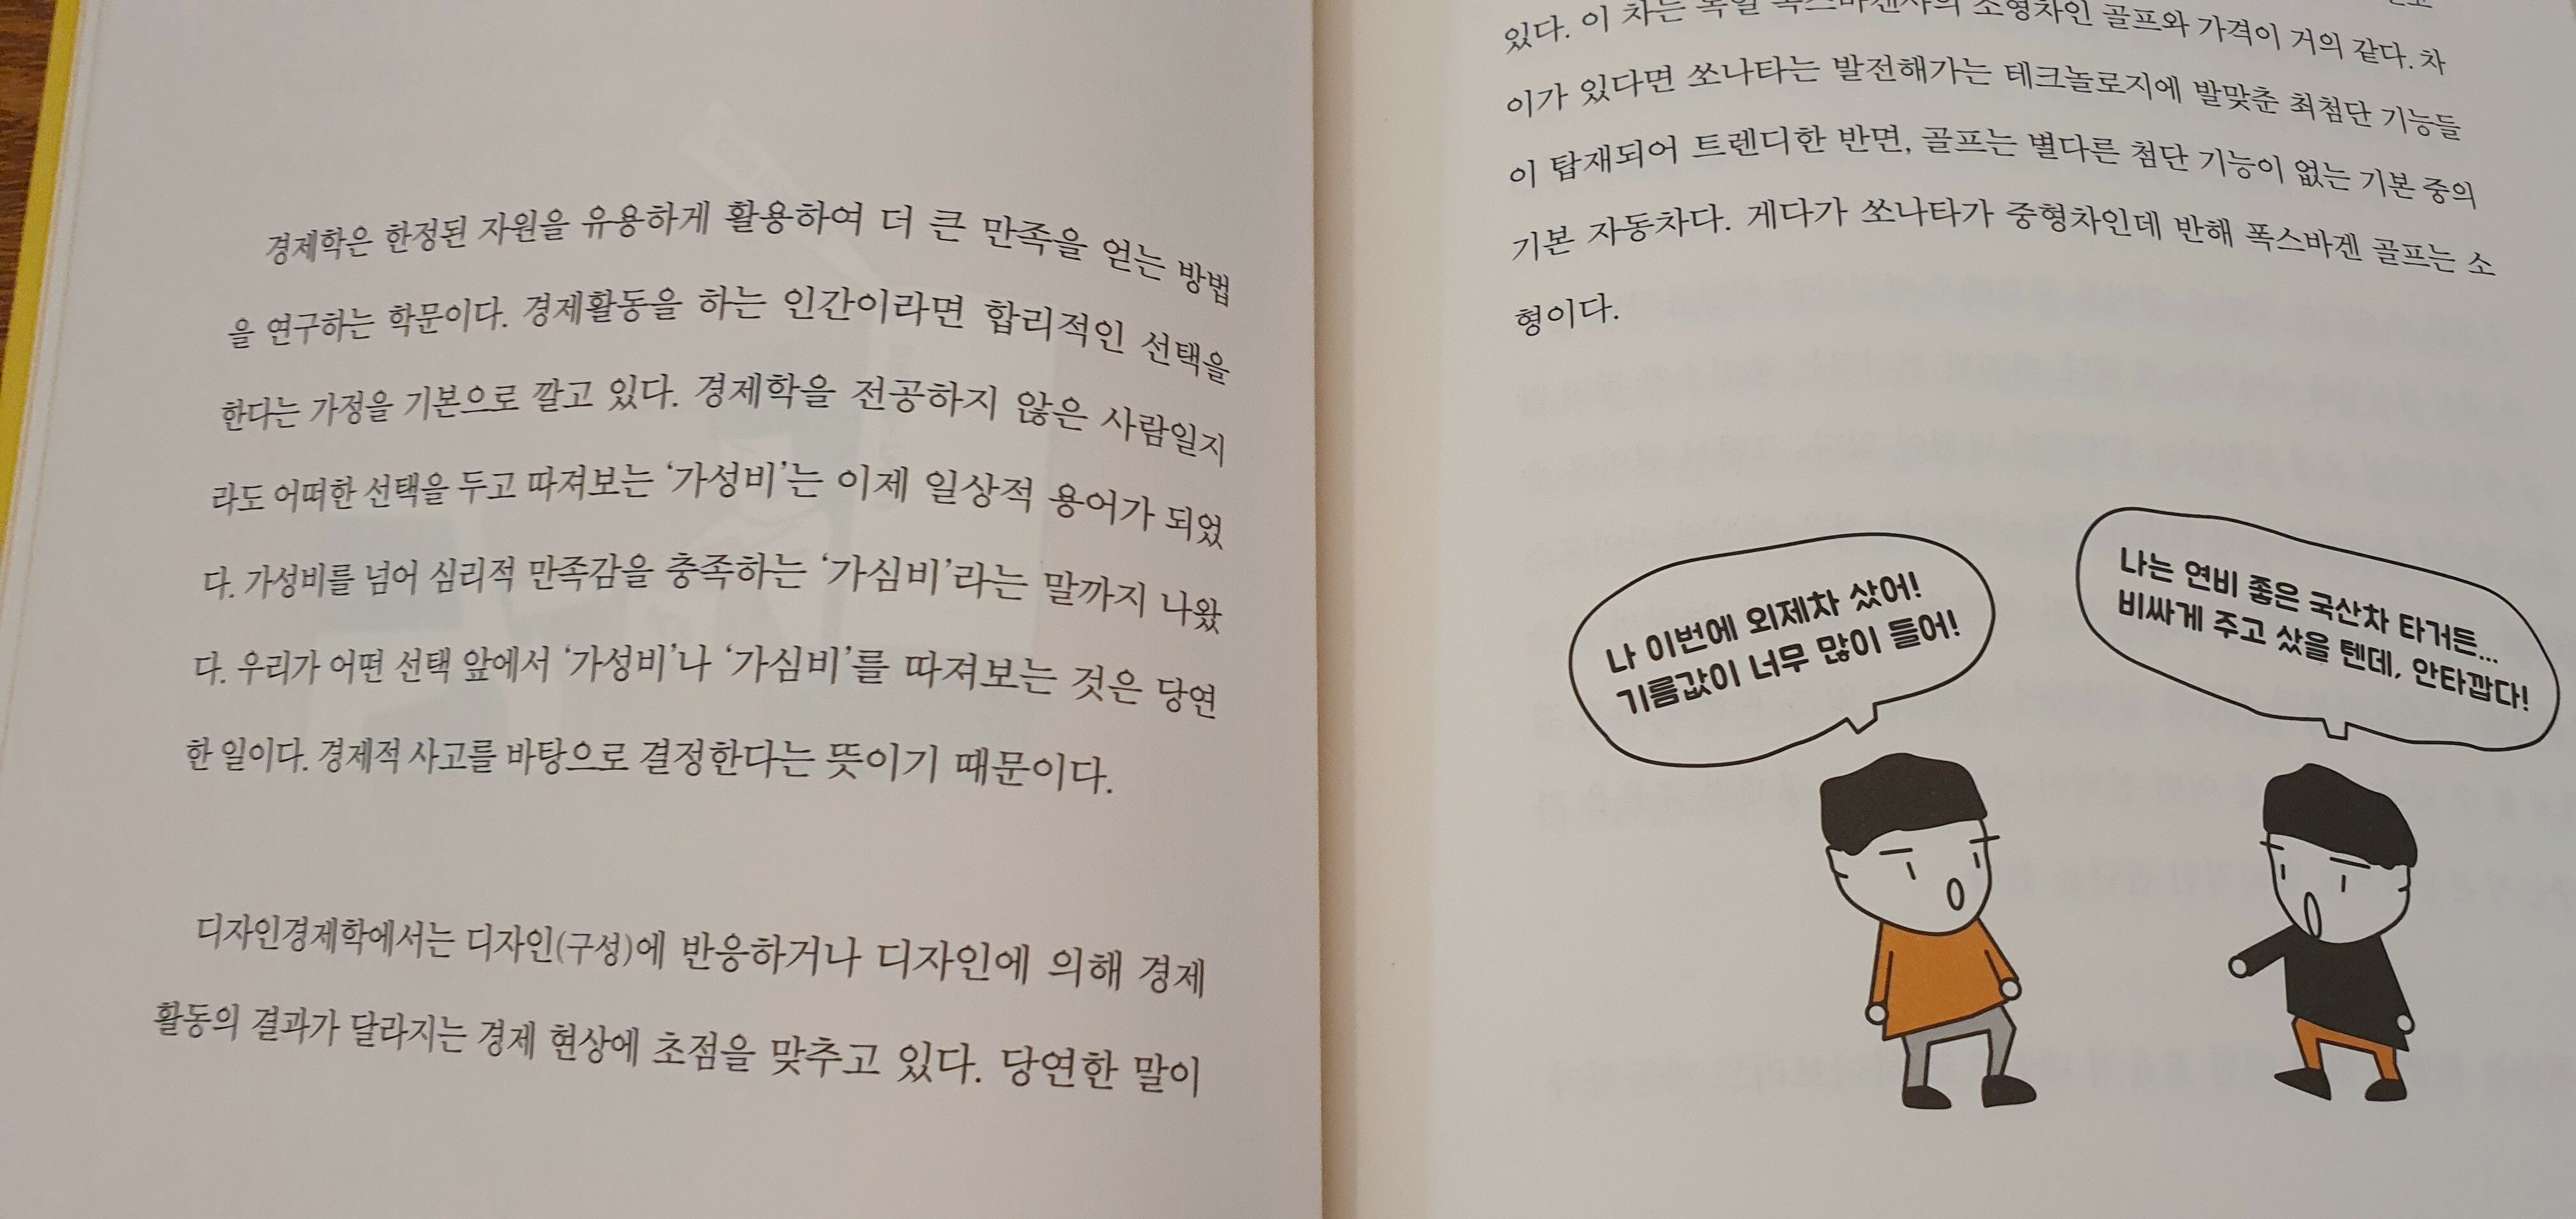 경제학은 한정된 자원을 유용하게 활용하여 더 큰 만족을 얻는 방법
을 연구하는 학문이다. 경제활동을 하는 인간이라면 합리적인 선택을
한다는 가정을 기본으로 깔고 있다. 경제학을 전공하지 않은 사람일지
라도 어떠한 선택을 두고 따져보는 ‘가성비’는 이제 일상적 용어가 되었
다. 가성비를 넘어 심리적 만족감을 충족하는 ‘가심비’라는 말까지 나왔
다. 우리가 어떤 선택 앞에서 ‘가성비’나 ‘가심비’를 따져보는 것은 당연
한 일이다. 경제적 사고를 바탕으로 결정한다는 뜻이기 때문이다.
디자인경제학에서는 디자인(구성)에 반응하거나 디자인에 의해 경제
활동의 결과가 달라지는 경제 현상에 초점을 맞추고 있다. 당연한 말이
있다. 이 차는 독일 폭스바겐사의 소형차인 골프와 가격이 거의 같다. 차
이가 있다면 쏘나타는 발전해가는 테크놀로지에 발맞춘 최첨단 기능들
이 탑재되어 트렌디한 반면, 골프는 별다른 첨단 기능이 없는 기본 중의
기본 자동차다. 게다가 쏘나타가 중형차인데 반해 폭스바겐 골프는 소
형이다.
나 이번에 외제차 샀어!
기름값이 너무 많이 들어!
나는 연비 좋은 국산차 타거든...
비싸게 주고 샀을 텐데, 안타깝다!